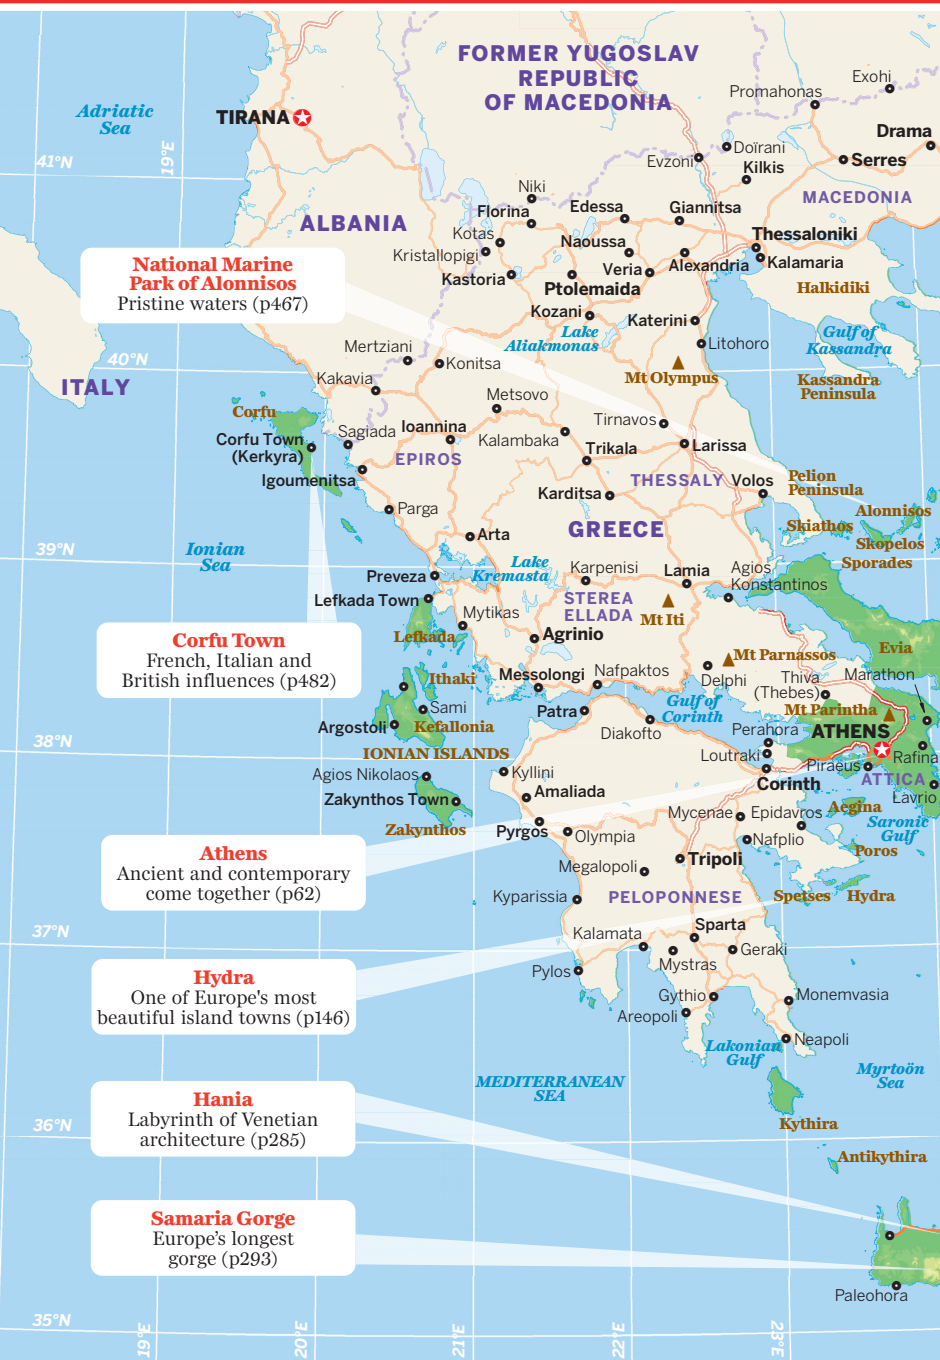 FORMER YUGOSLAV
REPUBLIC
OF MACEDONIA
Exohi
Promahonas
Adriatic
Sea
TIRANA
Drama
41°N
19°E
Evzoni
Doïrani
Kilkis
Serres
MACEDONIA
Niki
Florina
Edessa
Giannitsa
ALBANIA
Kotas
Kristallopigi
Naoussa
Thessaloniki
Kalamaria
Kastoria
Veria
Alexandria
Ptolemaida
Halkidiki
National Marine
Park of Alonnisos
Pristine waters (p467)
Kozani
Katerini
Lake
Aliakmonas
Litohoro
Gulf of
Kassandra
Mertziani
Konitsa
40°N
Mt Olympus
Kassandra
Peninsula
ITALY
Kakavia
Metsovo
Corfu
Tirnavos
Corfu Town
(Kerkyra)
Sagiada
Ioannina
Kalambaka
Trikala
Larissa
EPIROS
Igoumenitsa
THESSALY
Volos
Pelion
Peninsula
Karditsa
Parga
Alonnisos
Skiathos
GREECE
Arta
Skopelos
39°N
Ionian
Sea
Sporades
Lake
Kremasta
Karpenisi
Lamia
Agios
Konstantinos
Preveza
Lefkada Town
STEREA
ELLADA
Mt Iti
Mytikas
Lefkada
Agrinio
Corfu Town
French, Italian and
British influences (p482)
Evia
Mt Parnassos
Marathon
Ithaki
Messolongi
Nafpaktos
Delphi
Thiva
(Thebes)
Sami
Patra
Gulf of
Corinth
Mt Parintha
Argostoli
Kefallonia
Diakofto
Perahora
ATHENS
38°N
IONIAN ISLANDS
Loutraki
Piraeus
Rafina
Agios Nikolaos
Kyllini
Corinth
ATTICA
Zakynthos Town
Amaliada
Lavrio
Aegina
Mycenae
Epidavros
Saronic
Gulf
Zakynthos
Pyrgos
Olympia
Nafplio
Poros
Athens
Ancient and contemporary
come together (p62)
Megalopoli
Tripoli
Kyparissia
PELOPONNESE
Spetses
Hydra
37°N
Kalamata
Sparta
Geraki
Mystras
Pylos
Hydra
One of Europe's most
beautiful island towns (p146)
Gythio
Monemvasia
Areopoli
Neapoli
Lakonian
Gulf
Myrtoön
Sea
MEDITERRANEAN
SEA
Hania
Labyrinth of Venetian
architecture (p285)
36°N
Kythira
Antikythira
Samaria Gorge
Europe’s longest
gorge (p293)
Paleohora
35°N
19°E
20°E
21°E
22°E
23°E